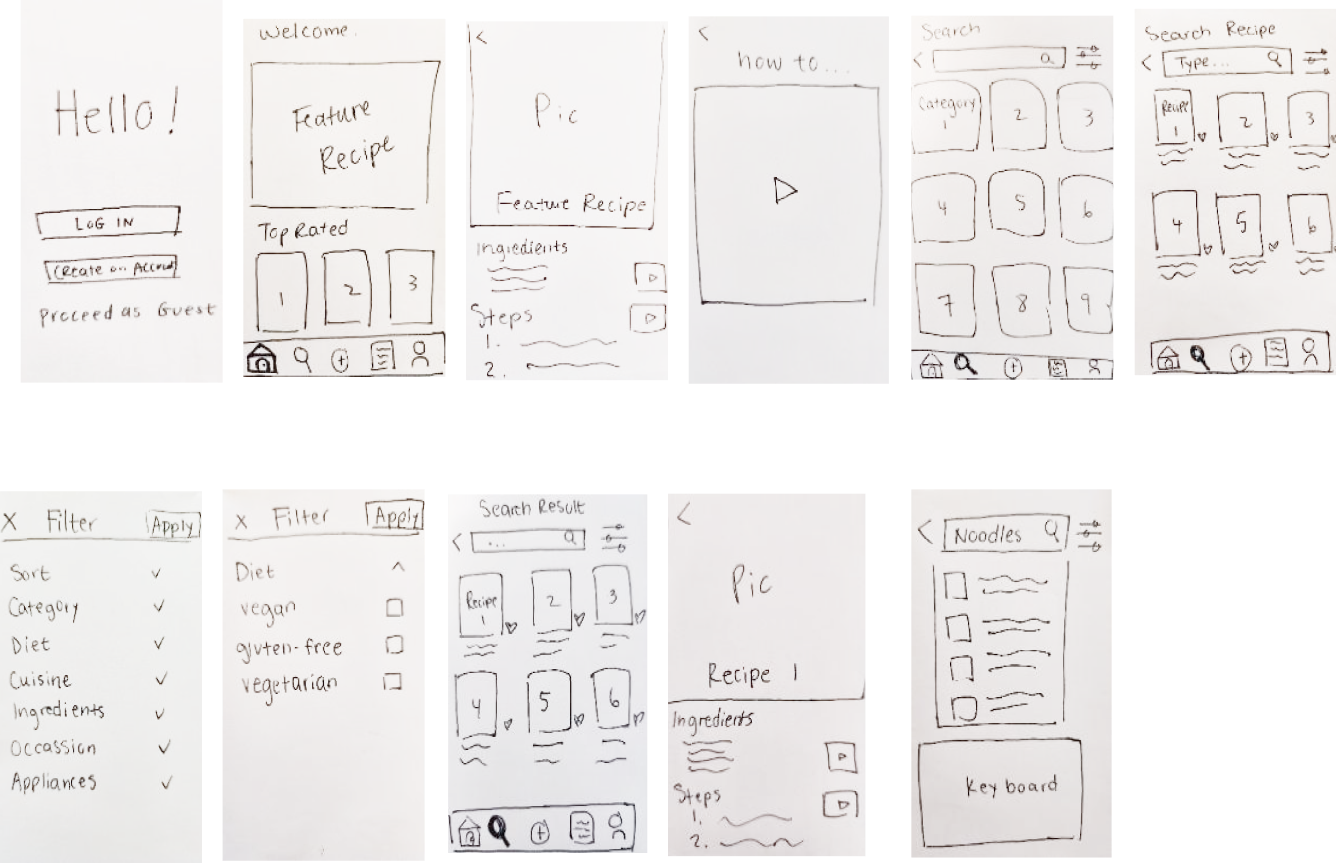 Hello!
LOG IN
Create an Account
Proceed as Guest
Welcome.
Feature
Recipe
Top Rated
1
2
3
<
Pic
Feature Recipe
Ingredients
Steps
1.
2.
<
how to...
Search
<
Category
1
2
3
4
5
6
7
8
9
Search Recipe
< Type...
Recipe
1
2
3
4
5
6
X Filter Apply
Sort
Category
Diet
Cuisine
Ingredients
Occassion
Appliances
X Filter Apply
Diet
vegan
gluten-free
vegetarian
Search Result
< ...
Recipe
1
2
3
4
5
6
<
Pic
Recipe 1
Ingredients
Steps
1.
2.
< Noodles
Keyboard